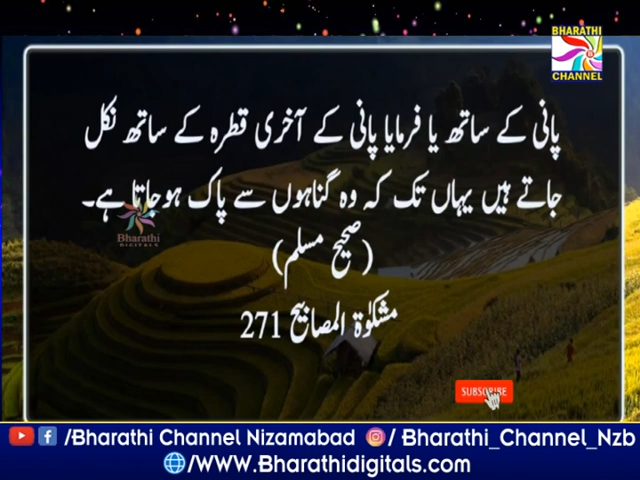 BHARATHI
CHANNEL
پانی کے ساتھ یا فرمایا پانی کے آخری قطرہ کے ساتھ نکل
جاتے ہیں یہاں تک کہ وہ گناہوں سے پاک ہوجاتا ہے۔
Bharathi
DIGITALS
(صحیح مسلم)
مشکوٰۃ المصابیح 271
SUBSCRIBE
/Bharathi Channel Nizamabad / Bharathi_Channel_Nzb
/WWW.Bharathidigitals.com